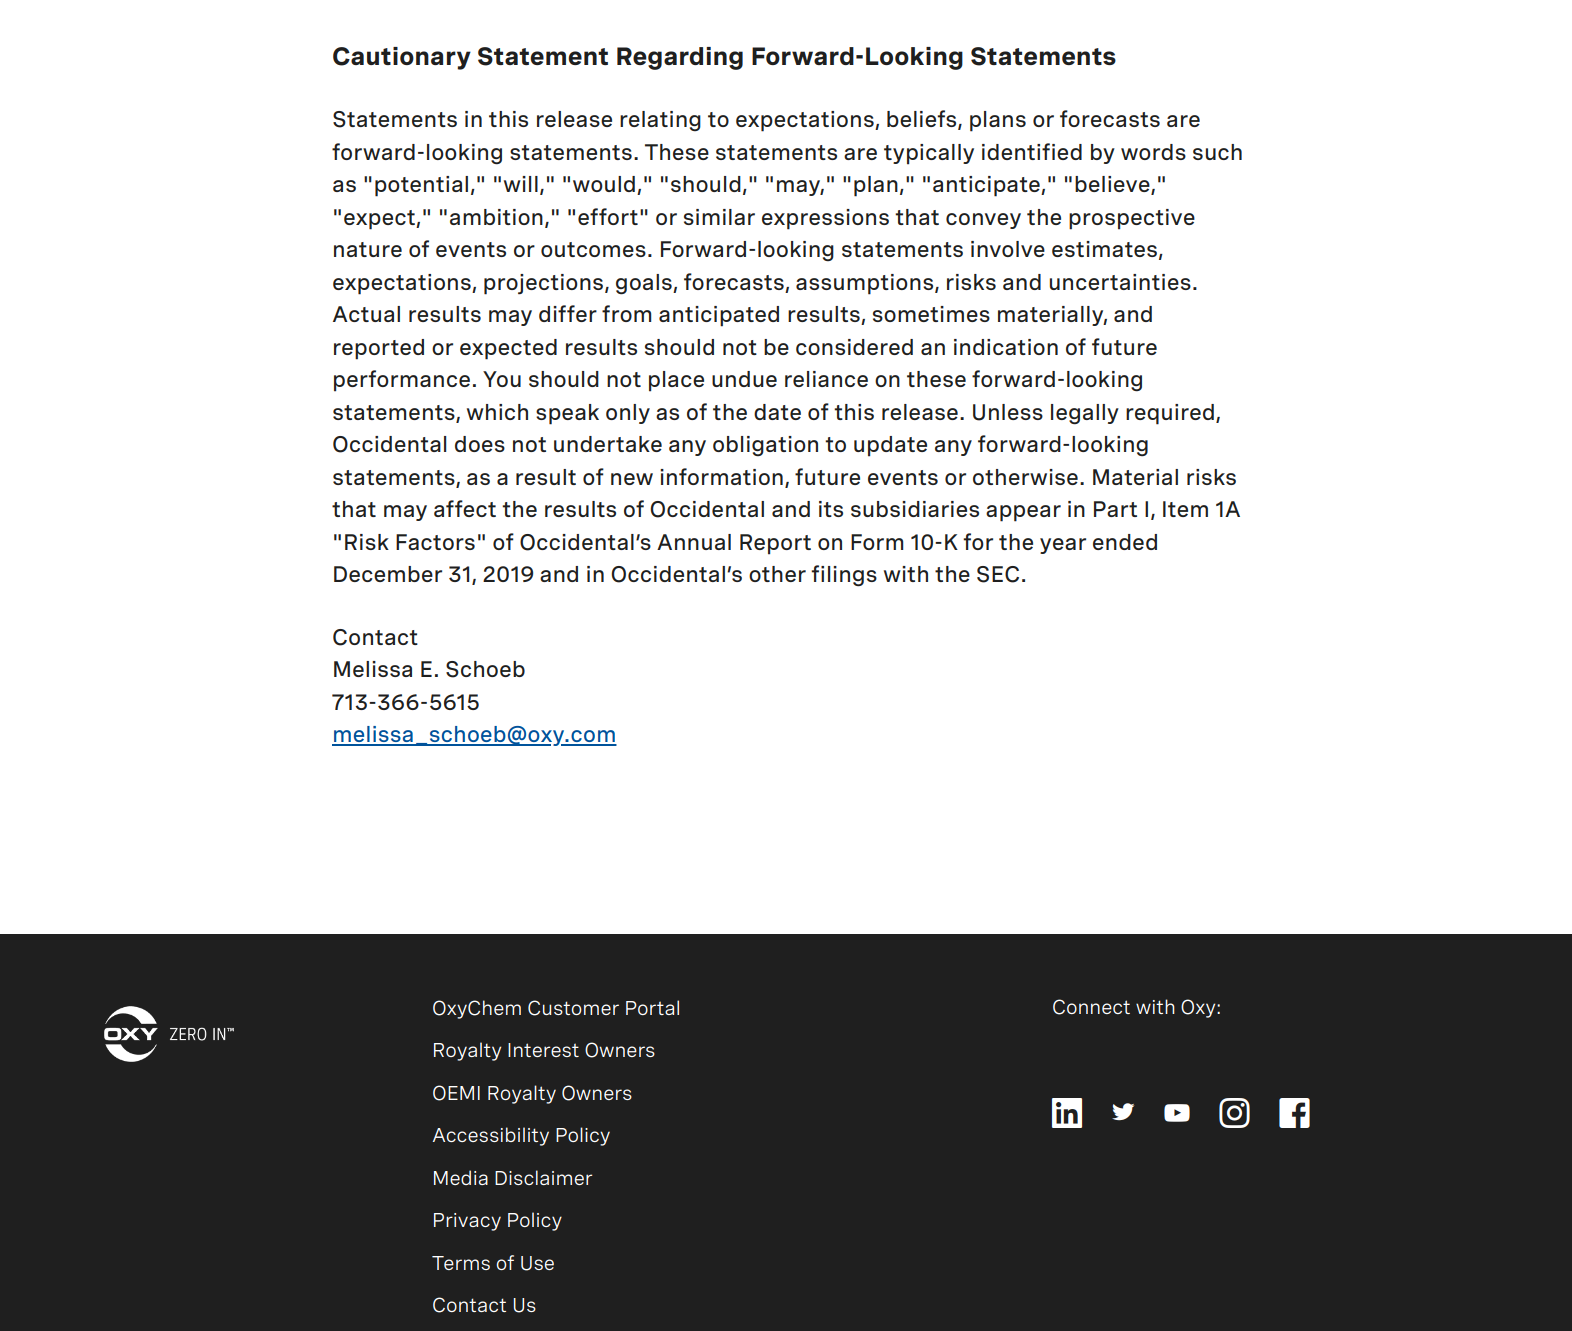 Cautionary Statement Regarding Forward-Looking Statements
Statements in this release relating to expectations, beliefs, plans or forecasts are
forward-looking statements. These statements are typically identified by words such
as "potential," "will," "would," "should," "may," "plan," "anticipate," "believe,"
"expect," "ambition," "effort" or similar expressions that convey the prospective
nature of events or outcomes. Forward-looking statements involve estimates,
expectations, projections, goals, forecasts, assumptions, risks and uncertainties.
Actual results may differ from anticipated results, sometimes materially, and
reported or expected results should not be considered an indication of future
performance. You should not place undue reliance on these forward-looking
statements, which speak only as of the date of this release. Unless legally required,
Occidental does not undertake any obligation to update any forward-looking
statements, as a result of new information, future events or otherwise. Material risks
that may affect the results of Occidental and its subsidiaries appear in Part I, Item 1A
"Risk Factors" of Occidental’s Annual Report on Form 10-K for the year ended
December 31, 2019 and in Occidental’s other filings with the SEC.
Contact
Melissa E. Schoeb
713-366-5615
melissa_schoeb@oxy.com
OXY ZERO IN™
OxyChem Customer Portal
Royalty Interest Owners
OEMI Royalty Owners
Accessibility Policy
Media Disclaimer
Privacy Policy
Terms of Use
Contact Us
Connect with Oxy:
in